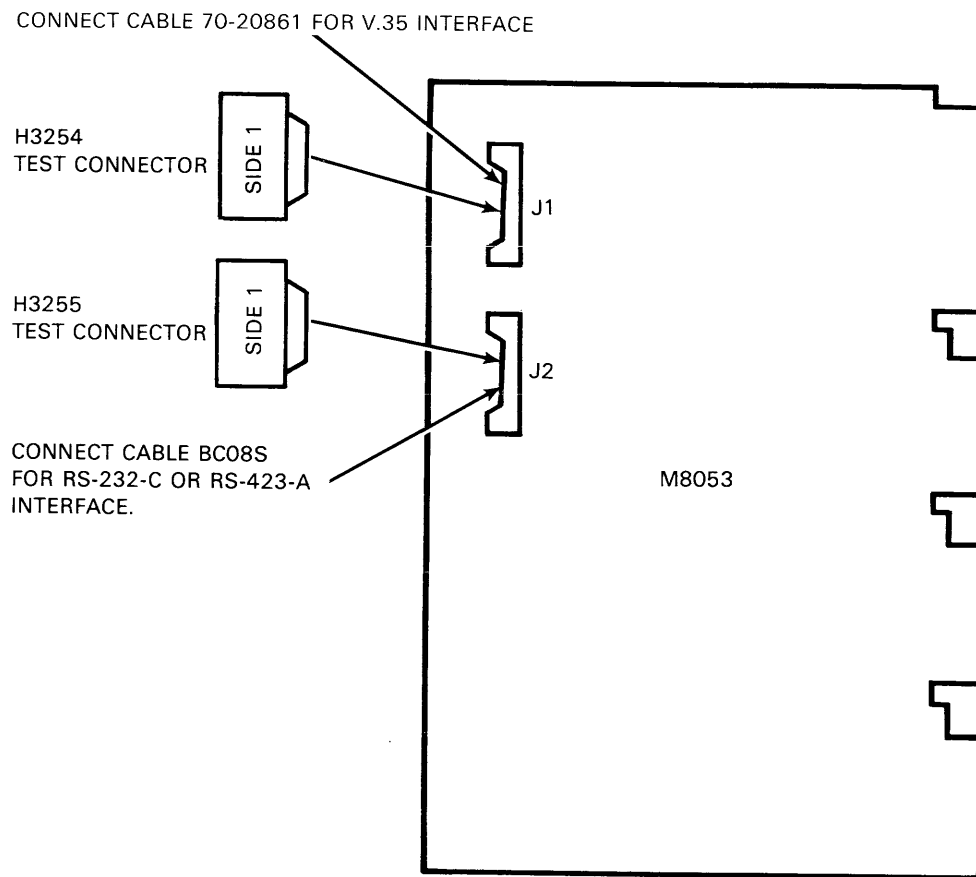 CONNECT CABLE 70-20861 FOR V.35 INTERFACE
H3254
TEST CONNECTOR
SIDE 1
J1
H3255
TEST CONNECTOR
SIDE 1
J2
CONNECT CABLE BC08S
FOR RS-232-C OR RS-423-A
INTERFACE.
M8053